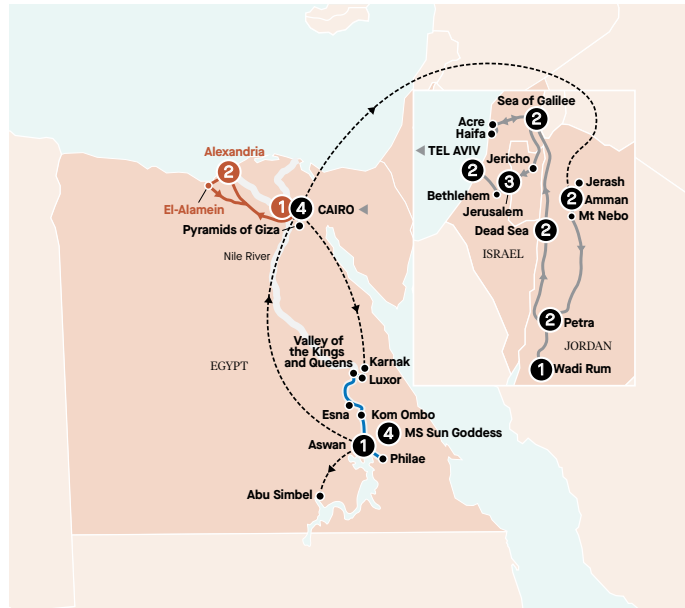 Sea of Galilee
2
Acre
Haifa
TEL AVIV
2
Jericho
3
Bethlehem
Jerusalem
Jerash
2
Amman
Mt Nebo
Dead Sea
2
ISRAEL
2
Petra
JORDAN
1
Wadi Rum
Alexandria
2
El-Alamein
1
4
CAIRO
Pyramids of Giza
Nile River
EGYPT
Valley of
the Kings
and Queens
Karnak
Luxor
Esna
Kom Ombo
4
MS Sun Goddess
Aswan
1
Philae
Abu Simbel